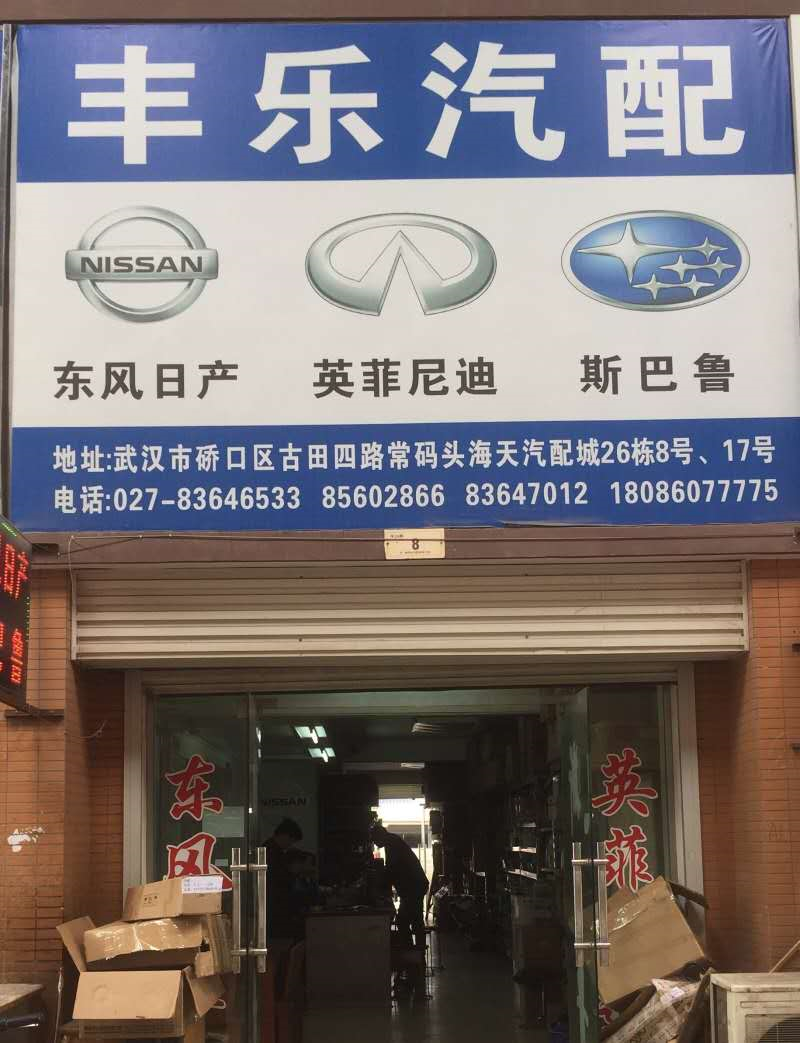 丰乐汽配
NISSAN
东风日产 英菲尼迪 斯巴鲁
地址:武汉市硚口区古田四路常码头海天汽配城26栋8号、17号
电话:027-83646533 85602866 83647012 18086077775
8
日产
NISSAN
东风
英菲